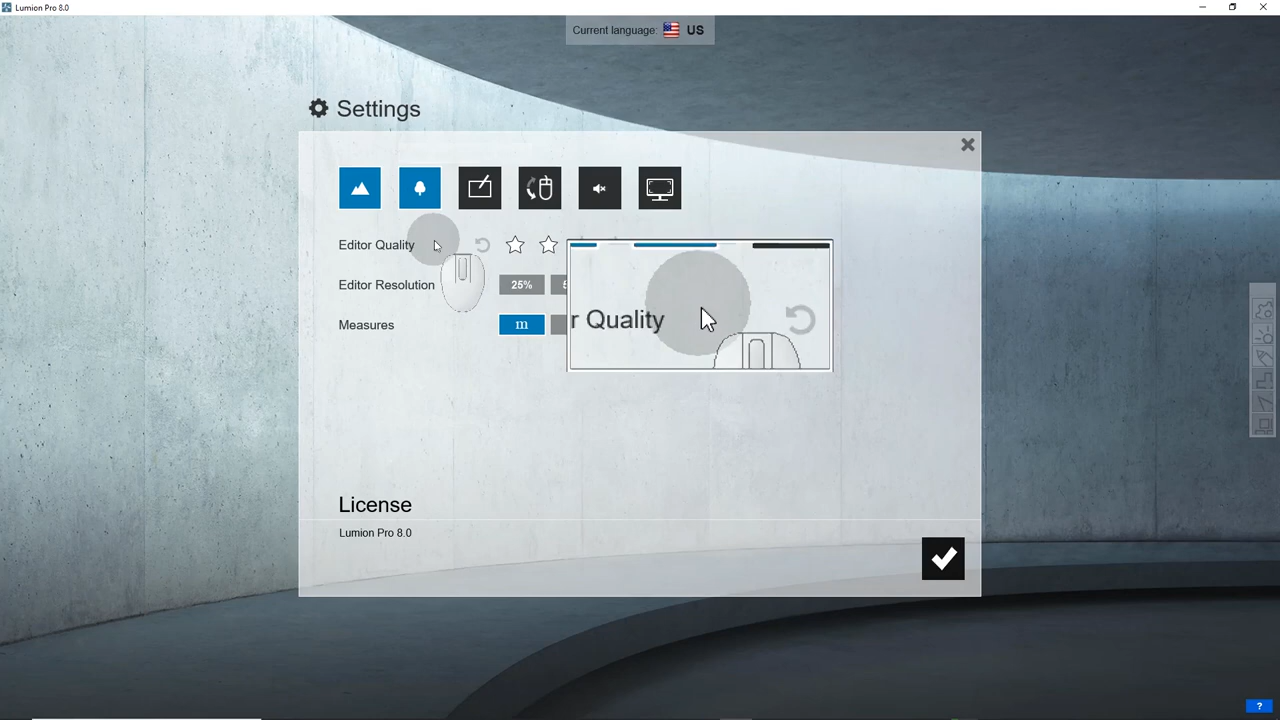 Lumion Pro 8.0
Current language: US
Settings
Editor Quality
r Quality
Editor Resolution 25%
Measures m
License
Lumion Pro 8.0
?